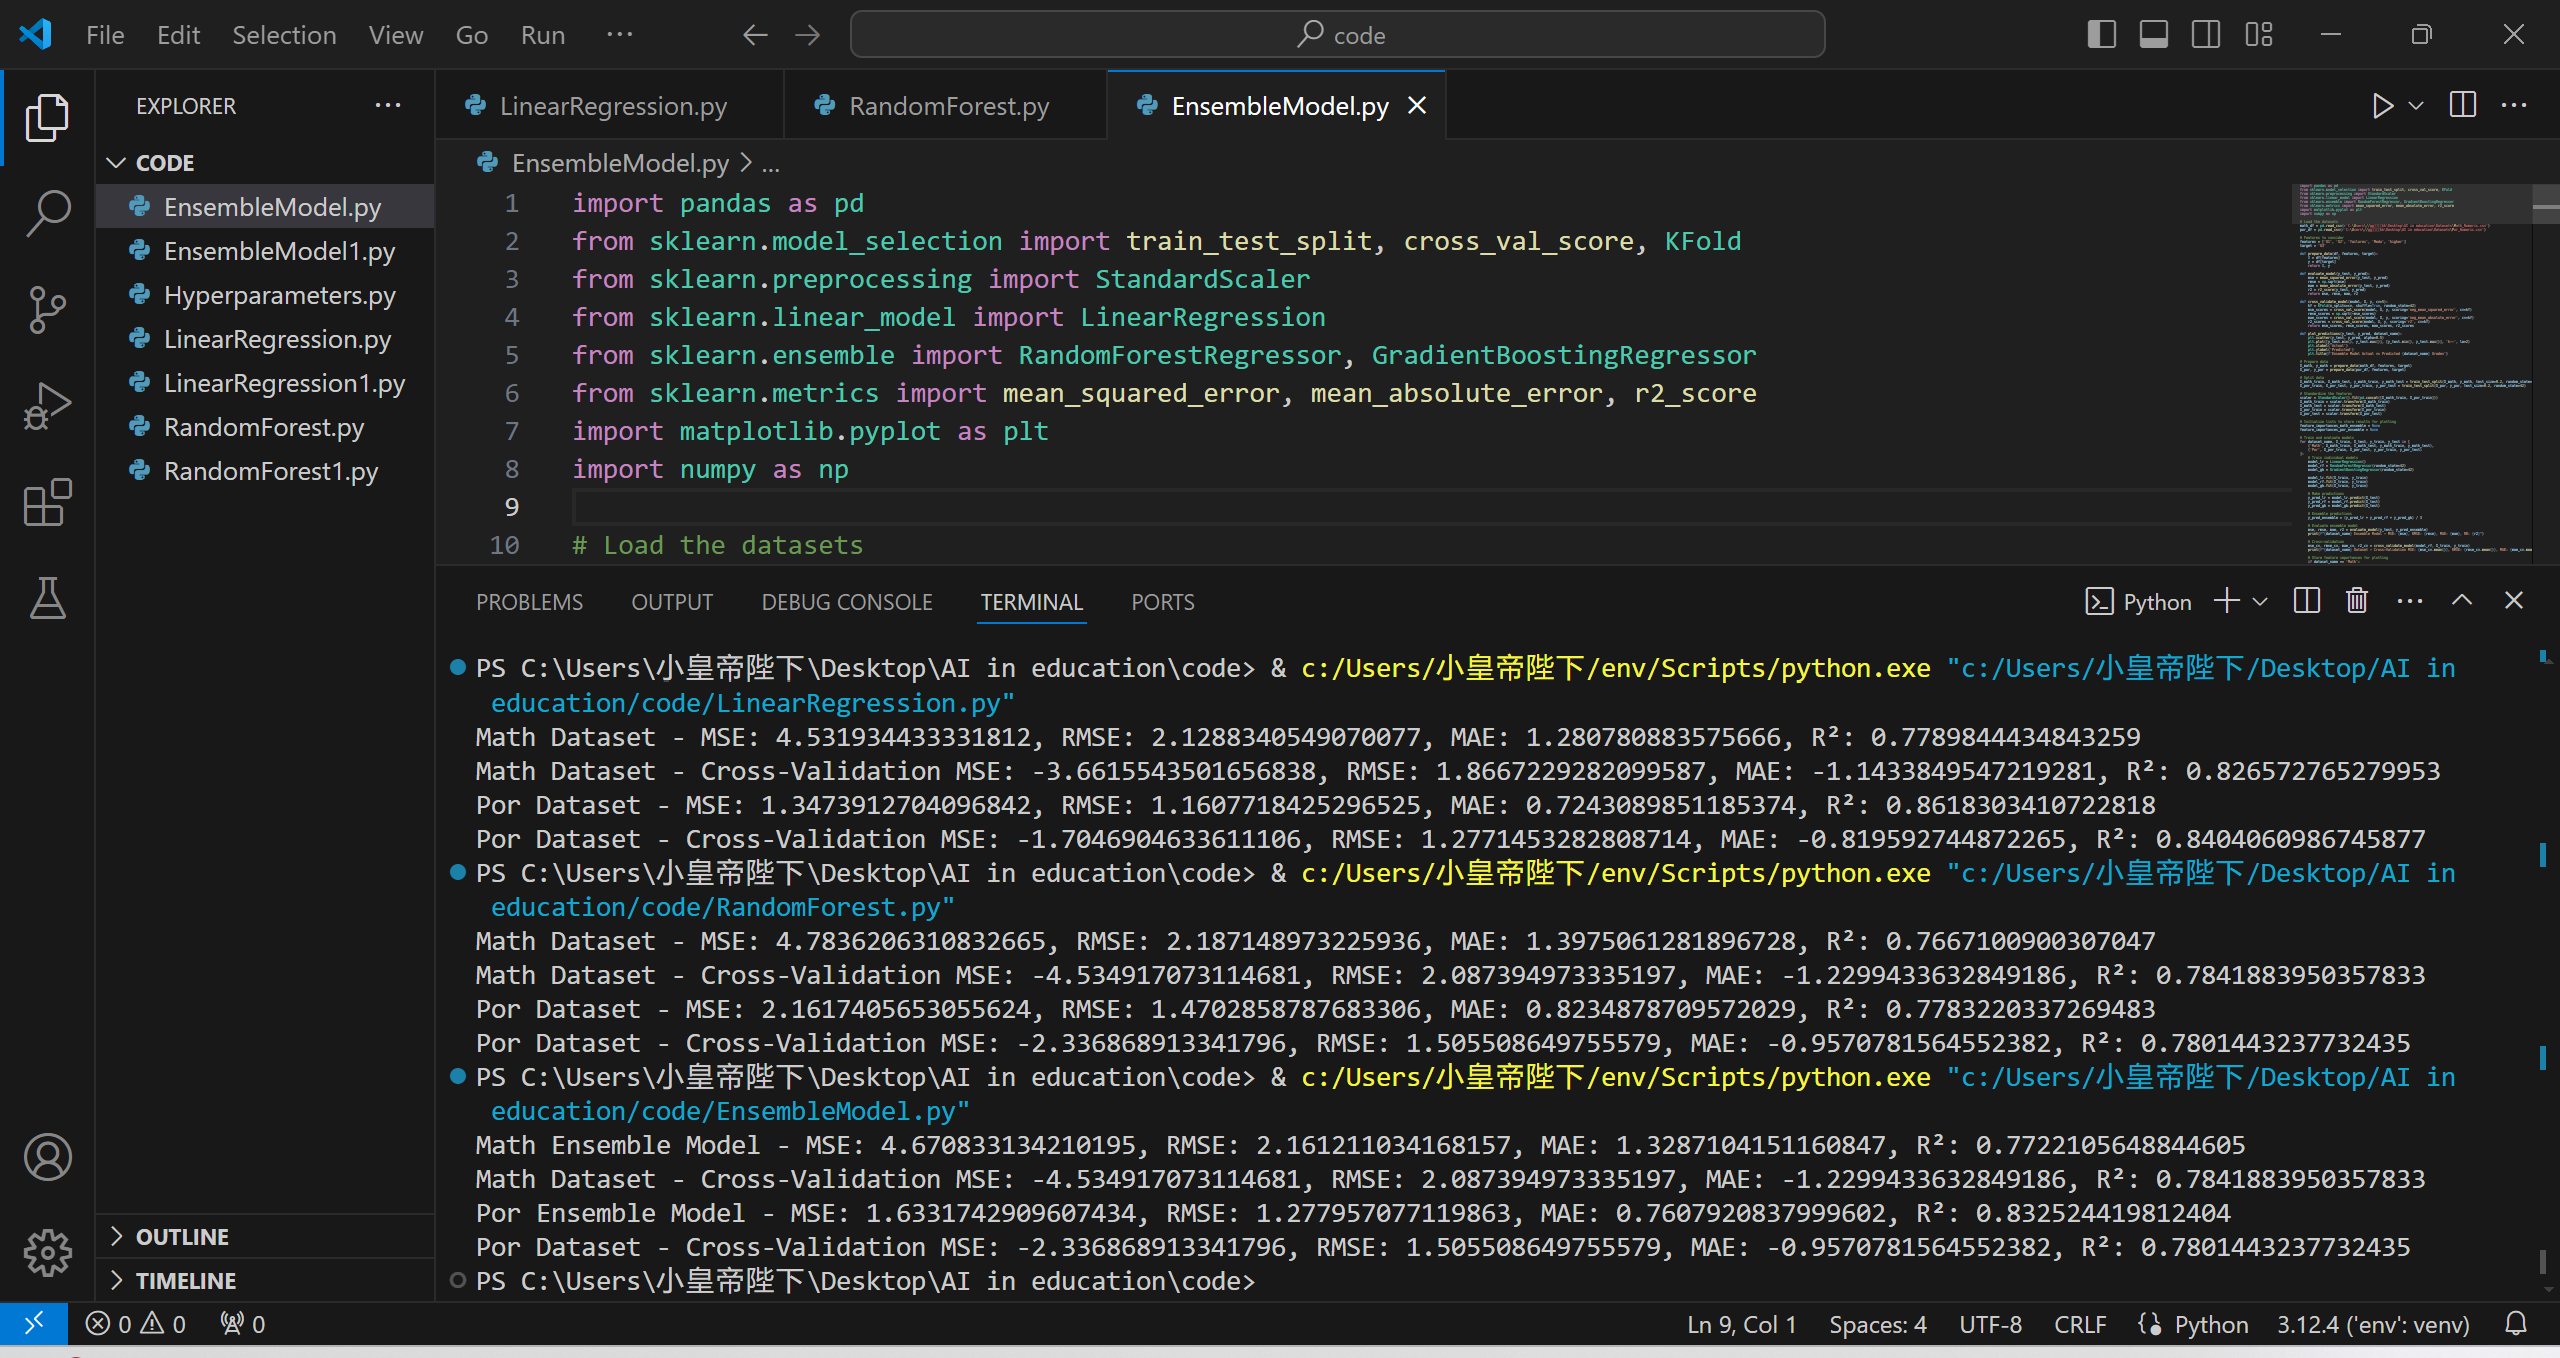 File Edit Selection View Go Run ··· code
EXPLORER ···
CODE
EnsembleModel.py
EnsembleModel1.py
Hyperparameters.py
LinearRegression.py
LinearRegression1.py
RandomForest.py
RandomForest1.py
OUTLINE
TIMELINE
LinearRegression.py RandomForest.py EnsembleModel.py
EnsembleModel.py > ...
1 import pandas as pd
2 from sklearn.model_selection import train_test_split, cross_val_score, KFold
3 from sklearn.preprocessing import StandardScaler
4 from sklearn.linear_model import LinearRegression
5 from sklearn.ensemble import RandomForestRegressor, GradientBoostingRegressor
6 from sklearn.metrics import mean_squared_error, mean_absolute_error, r2_score
7 import matplotlib.pyplot as plt
8 import numpy as np
9
10 # Load the datasets
PROBLEMS OUTPUT DEBUG CONSOLE TERMINAL PORTS Python
PS C:\Users\小皇帝陛下\Desktop\AI in education\code> & c:/Users/小皇帝陛下/env/Scripts/python.exe "c:/Users/小皇帝陛下/Desktop/AI in
education/code/LinearRegression.py"
Math Dataset - MSE: 4.531934433331812, RMSE: 2.1288340549070077, MAE: 1.280780883575666, R²: 0.7789844434843259
Math Dataset - Cross-Validation MSE: -3.6615543501656838, RMSE: 1.8667229282099587, MAE: -1.1433849547219281, R²: 0.826572765279953
Por Dataset - MSE: 1.3473912704096842, RMSE: 1.1607718425296525, MAE: 0.7243089851185374, R²: 0.8618303410722818
Por Dataset - Cross-Validation MSE: -1.7046904633611106, RMSE: 1.2771453282808714, MAE: -0.819592744872265, R²: 0.8404060986745877
PS C:\Users\小皇帝陛下\Desktop\AI in education\code> & c:/Users/小皇帝陛下/env/Scripts/python.exe "c:/Users/小皇帝陛下/Desktop/AI in
education/code/RandomForest.py"
Math Dataset - MSE: 4.7836206310832665, RMSE: 2.187148973225936, MAE: 1.3975061281896728, R²: 0.76671009003​07047
Math Dataset - Cross-Validation MSE: -4.534917073114681, RMSE: 2.087394973335197, MAE: -1.2299433632849186, R²: 0.7841883950357833
Por Dataset - MSE: 2.1617405653055624, RMSE: 1.4702858787683306, MAE: 0.8234878709572029, R²: 0.7783220337269483
Por Dataset - Cross-Validation MSE: -2.336868913341796, RMSE: 1.505508649755579, MAE: -0.9570781564552382, R²: 0.7801443237732435
PS C:\Users\小皇帝陛下\Desktop\AI in education\code> & c:/Users/小皇帝陛下/env/Scripts/python.exe "c:/Users/小皇帝陛下/Desktop/AI in
education/code/EnsembleModel.py"
Math Ensemble Model - MSE: 4.670833134210195, RMSE: 2.161211034168157, MAE: 1.3287104151160847, R²: 0.7722105648844605
Math Dataset - Cross-Validation MSE: -4.534917073114681, RMSE: 2.087394973335197, MAE: -1.2299433632849186, R²: 0.7841883950357833
Por Ensemble Model - MSE: 1.6331742909607434, RMSE: 1.277957077119863, MAE: 0.7607920837999602, R²: 0.832524419812404
Por Dataset - Cross-Validation MSE: -2.336868913341796, RMSE: 1.505508649755579, MAE: -0.9570781564552382, R²: 0.7801443237732435
PS C:\Users\小皇帝陛下\Desktop\AI in education\code>
0 0 0 Ln 9, Col 1 Spaces: 4 UTF-8 CRLF Python 3.12.4 ('env': venv)